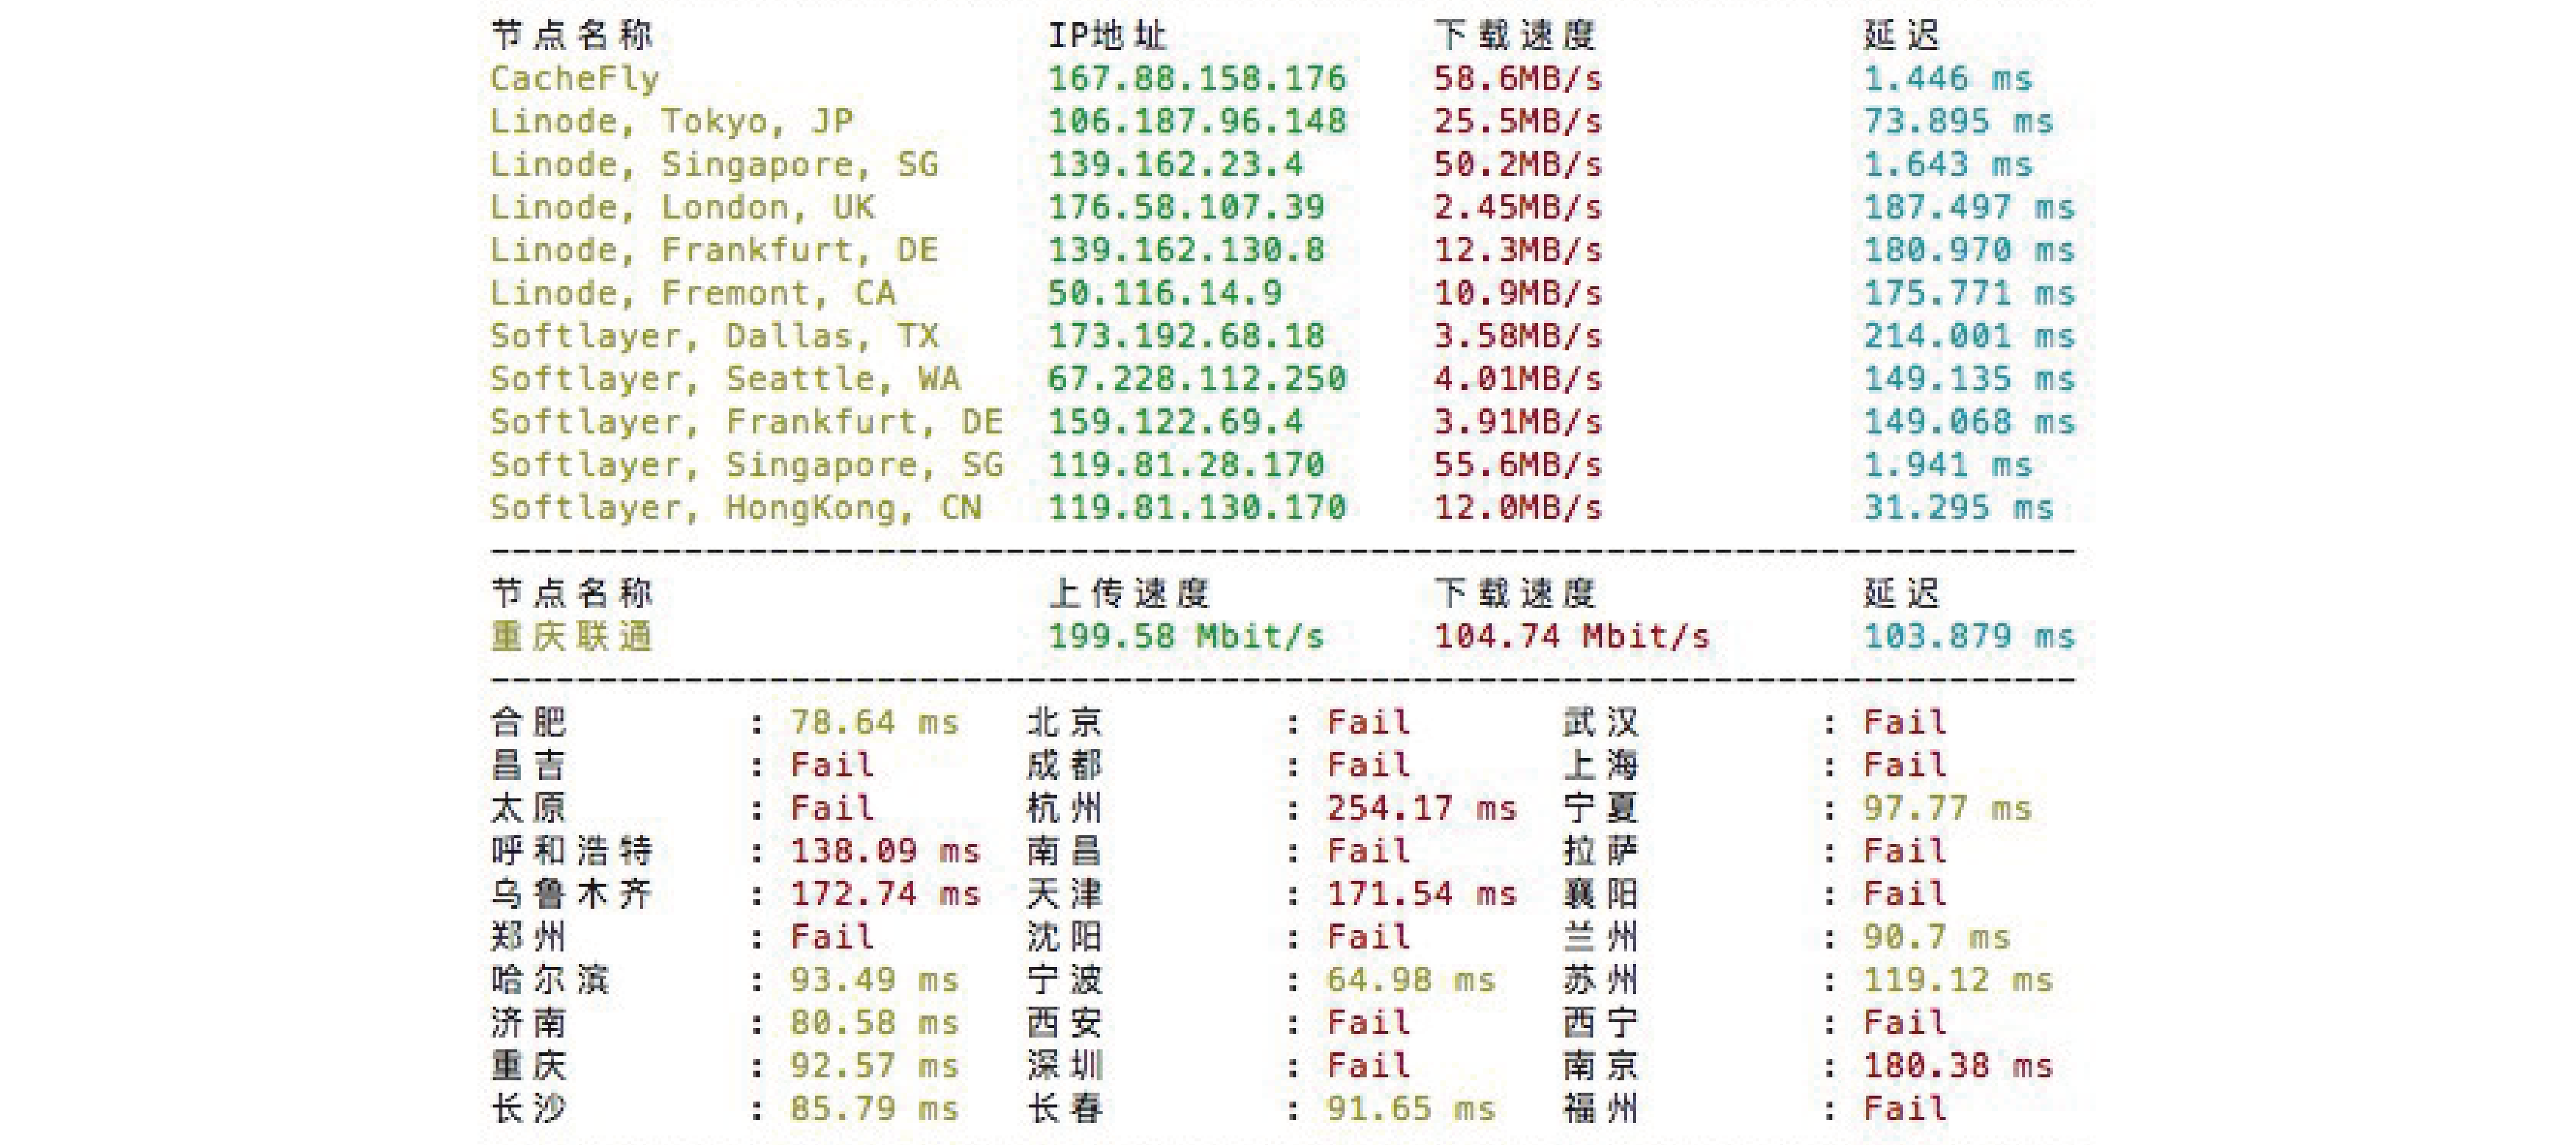 节点名称 IP地址 下载速度 延迟
CacheFly 167.88.158.176 58.6MB/s 1.446 ms
Linode, Tokyo, JP 106.187.96.148 25.5MB/s 73.895 ms
Linode, Singapore, SG 139.162.23.4 50.2MB/s 1.643 ms
Linode, London, UK 176.58.107.39 2.45MB/s 187.497 ms
Linode, Frankfurt, DE 139.162.130.8 12.3MB/s 180.970 ms
Linode, Fremont, CA 50.116.14.9 10.9MB/s 175.771 ms
Softlayer, Dallas, TX 173.192.68.18 3.58MB/s 214.001 ms
Softlayer, Seattle, WA 67.228.112.250 4.01MB/s 149.135 ms
Softlayer, Frankfurt, DE 159.122.69.4 3.91MB/s 149.068 ms
Softlayer, Singapore, SG 119.81.28.170 55.6MB/s 1.941 ms
Softlayer, HongKong, CN 119.81.130.170 12.0MB/s 31.295 ms
--------------------------------------------------------------------------
节点名称 上传速度 下载速度 延迟
重庆联通 199.58 Mbit/s 104.74 Mbit/s 103.879 ms
--------------------------------------------------------------------------
合肥 : 78.64 ms 北京 : Fail 武汉 : Fail
昌吉 : Fail 成都 : Fail 上海 : Fail
太原 : Fail 杭州 : 254.17 ms 宁夏 : 97.77 ms
呼和浩特 : 138.09 ms 南昌 : Fail 拉萨 : Fail
乌鲁木齐 : 172.74 ms 天津 : 171.54 ms 襄阳 : Fail
郑州 : Fail 沈阳 : Fail 兰州 : 90.7 ms
哈尔滨 : 93.49 ms 宁波 : 64.98 ms 苏州 : 119.12 ms
济南 : 80.58 ms 西安 : Fail 西宁 : Fail
重庆 : 92.57 ms 深圳 : Fail 南京 : 180.38 ms
长沙 : 85.79 ms 长春 : 91.65 ms 福州 : Fail